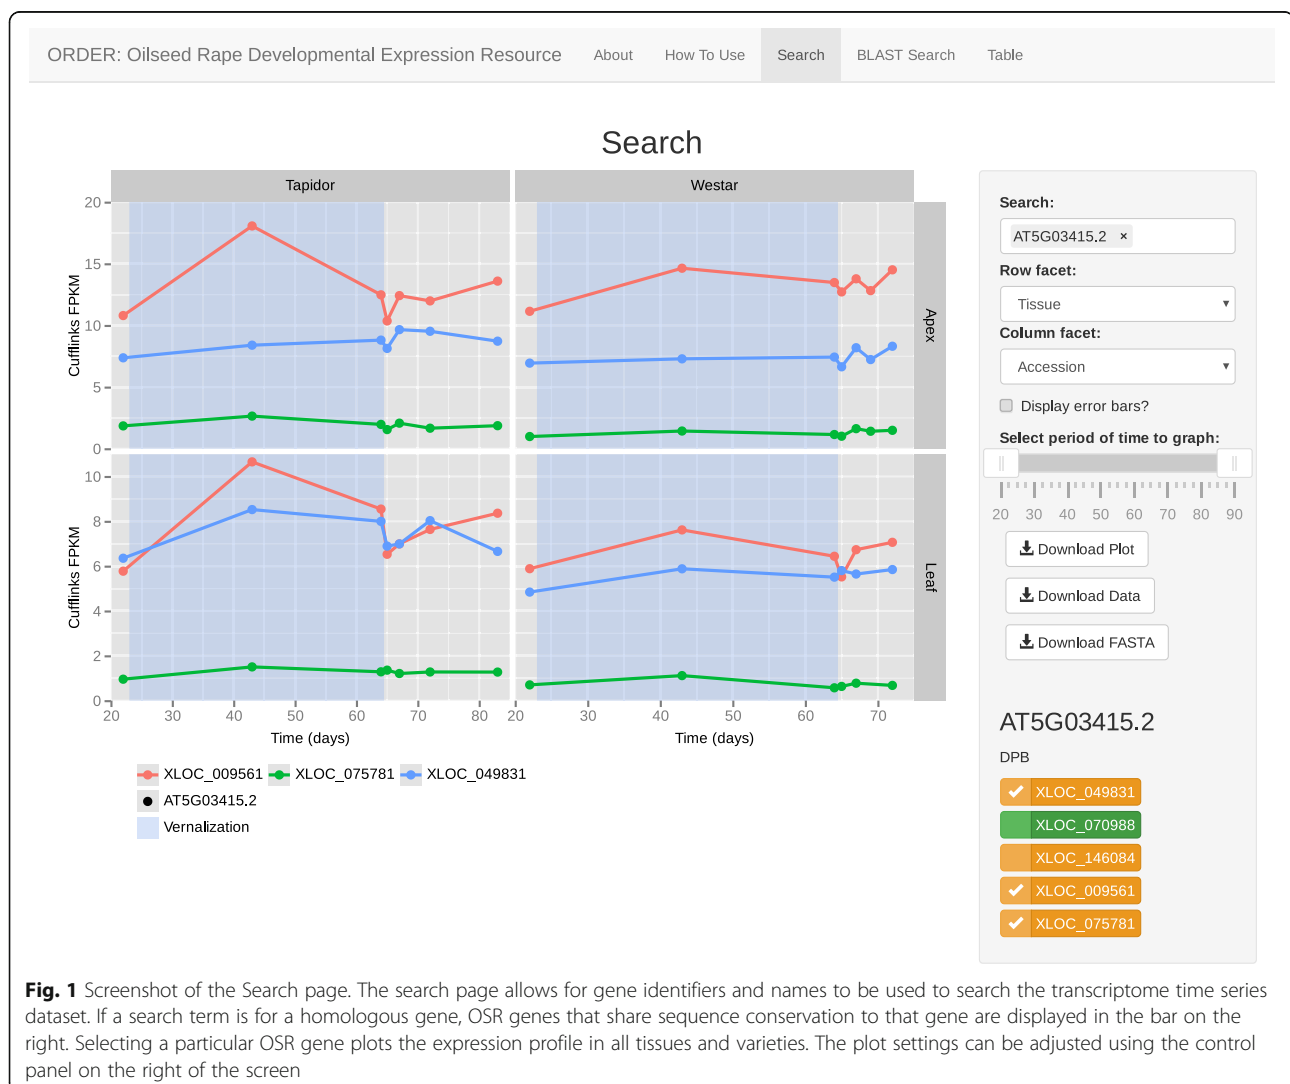 ORDER: Oilseed Rape Developmental Expression Resource About How To Use Search BLAST Search Table
Search
Tapidor Westar
20
15
10
5
0
Cufflinks FPKM
Apex
10
8
6
4
2
0
Cufflinks FPKM
Leaf
20 30 40 50 60 70 80 20 30 40 50 60 70
Time (days) Time (days)
XLOC_009561 XLOC_075781 XLOC_049831
AT5G03415.2
Vernalization
Search:
AT5G03415.2 ×
Row facet:
Tissue
Column facet:
Accession
Display error bars?
Select period of time to graph:
20 30 40 50 60 70 80 90
Download Plot
Download Data
Download FASTA
AT5G03415.2
DPB
XLOC_049831
XLOC_070988
XLOC_146084
XLOC_009561
XLOC_075781
Fig. 1 Screenshot of the Search page. The search page allows for gene identifiers and names to be used to search the transcriptome time series
dataset. If a search term is for a homologous gene, OSR genes that share sequence conservation to that gene are displayed in the bar on the
right. Selecting a particular OSR gene plots the expression profile in all tissues and varieties. The plot settings can be adjusted using the control
panel on the right of the screen